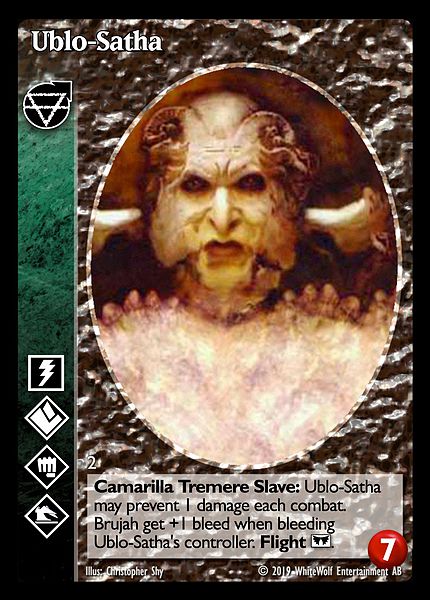 Ublo-Satha
2
Camarilla Tremere Slave: Ublo-Satha
may prevent 1 damage each combat.
Brujah get +1 bleed when bleeding
Ublo-Satha's controller. Flight
7
Illus: Christopher Shy © 2019 WhiteWolf Entertainment AB